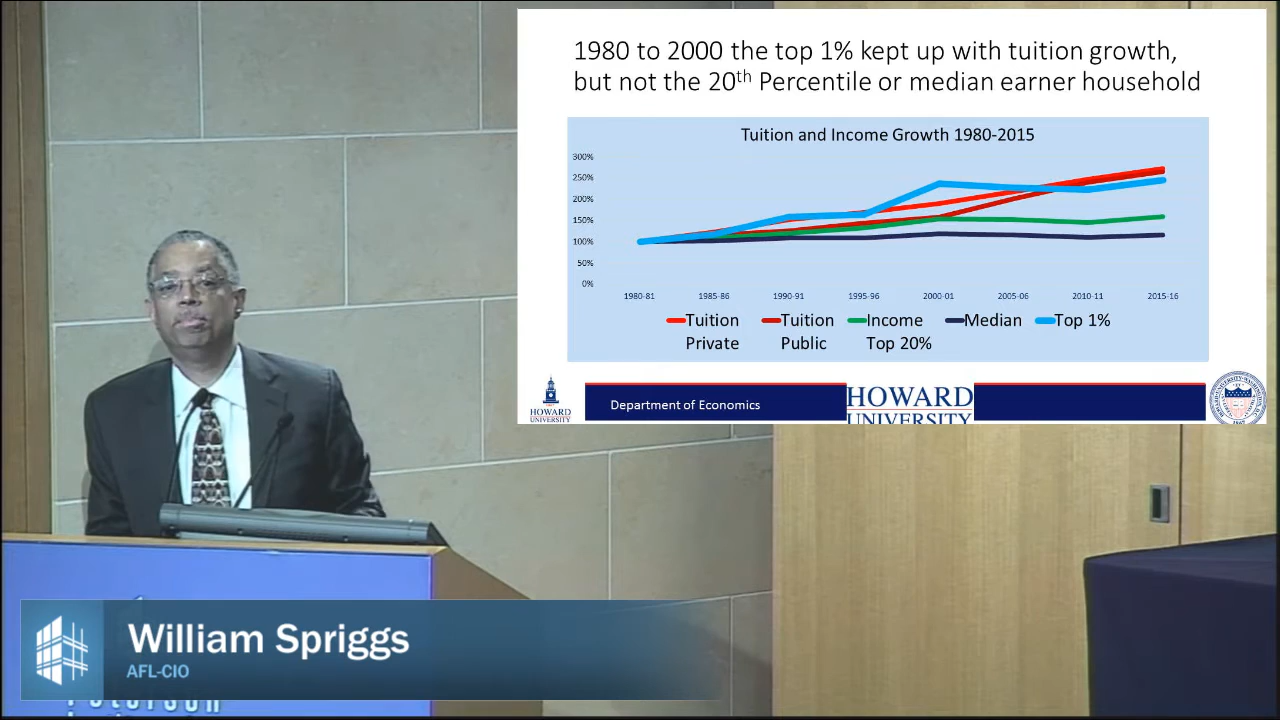 1980 to 2000 the top 1% kept up with tuition growth,
but not the 20th Percentile or median earner household
Tuition and Income Growth 1980-2015
300%
250%
200%
150%
100%
50%
0%
1980-81 1985-86 1990-91 1995-96 2000-01 2005-06 2010-11 2015-16
Tuition Private
Tuition Public
Income Top 20%
Median
Top 1%
HOWARD
UNIVERSITY
Department of Economics
HOWARD
UNIVERSITY
William Spriggs
AFL-CIO
Peterson